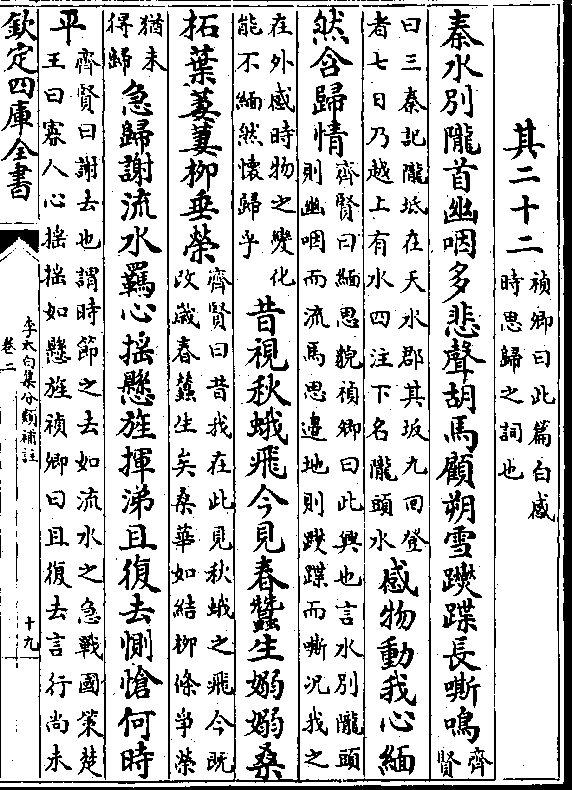 其二十二
禎卿曰此篇白感
時思歸之詞也
秦水別隴首幽咽多悲聲胡馬顧朔雪躞蹀長嘶鳴
齊
賢
曰三秦記隴坻在天水郡其坂九回登
者七日乃越上有水四注下名隴頭水
感物動我心緬
然含歸情
齊賢曰緬思貌禎卿曰此興也言水別隴頭
則幽咽而流馬思邊地則躞蹀而嘶況我之
在外感時物之變化
能不緬然懷歸乎
昔視秋蛾飛今見春蠶生嫋嫋桑
拓葉萋萋柳垂榮
齊賢曰昔我在此見秋蛾之飛今既
改歲春蠶生矣桑華如結柳條爭榮
猶未
得歸
急歸謝流水羈心搖懸旌揮涕且復去惻愴何時
平
齊賢曰謝去也謂時節之去如流水之急戰國策楚
王曰寡人心搖搖如懸旌禎卿曰且復去言行尚未
欽定四庫全書
李太白集分類補註
卷二
十九